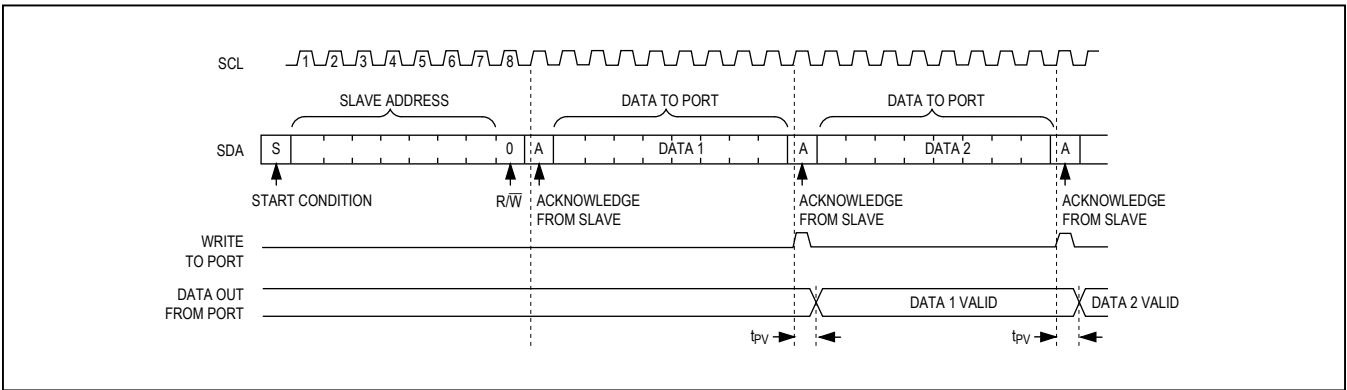 SCL 1 2 3 4 5 6 7 8
SLAVE ADDRESS DATA TO PORT DATA TO PORT
SDA S 0 A DATA 1 A DATA 2 A
START CONDITION R/W̅ ACKNOWLEDGE ACKNOWLEDGE ACKNOWLEDGE
FROM SLAVE FROM SLAVE FROM SLAVE
WRITE
TO PORT
DATA OUT DATA 1 VALID DATA 2 VALID
FROM PORT
tPV tPV